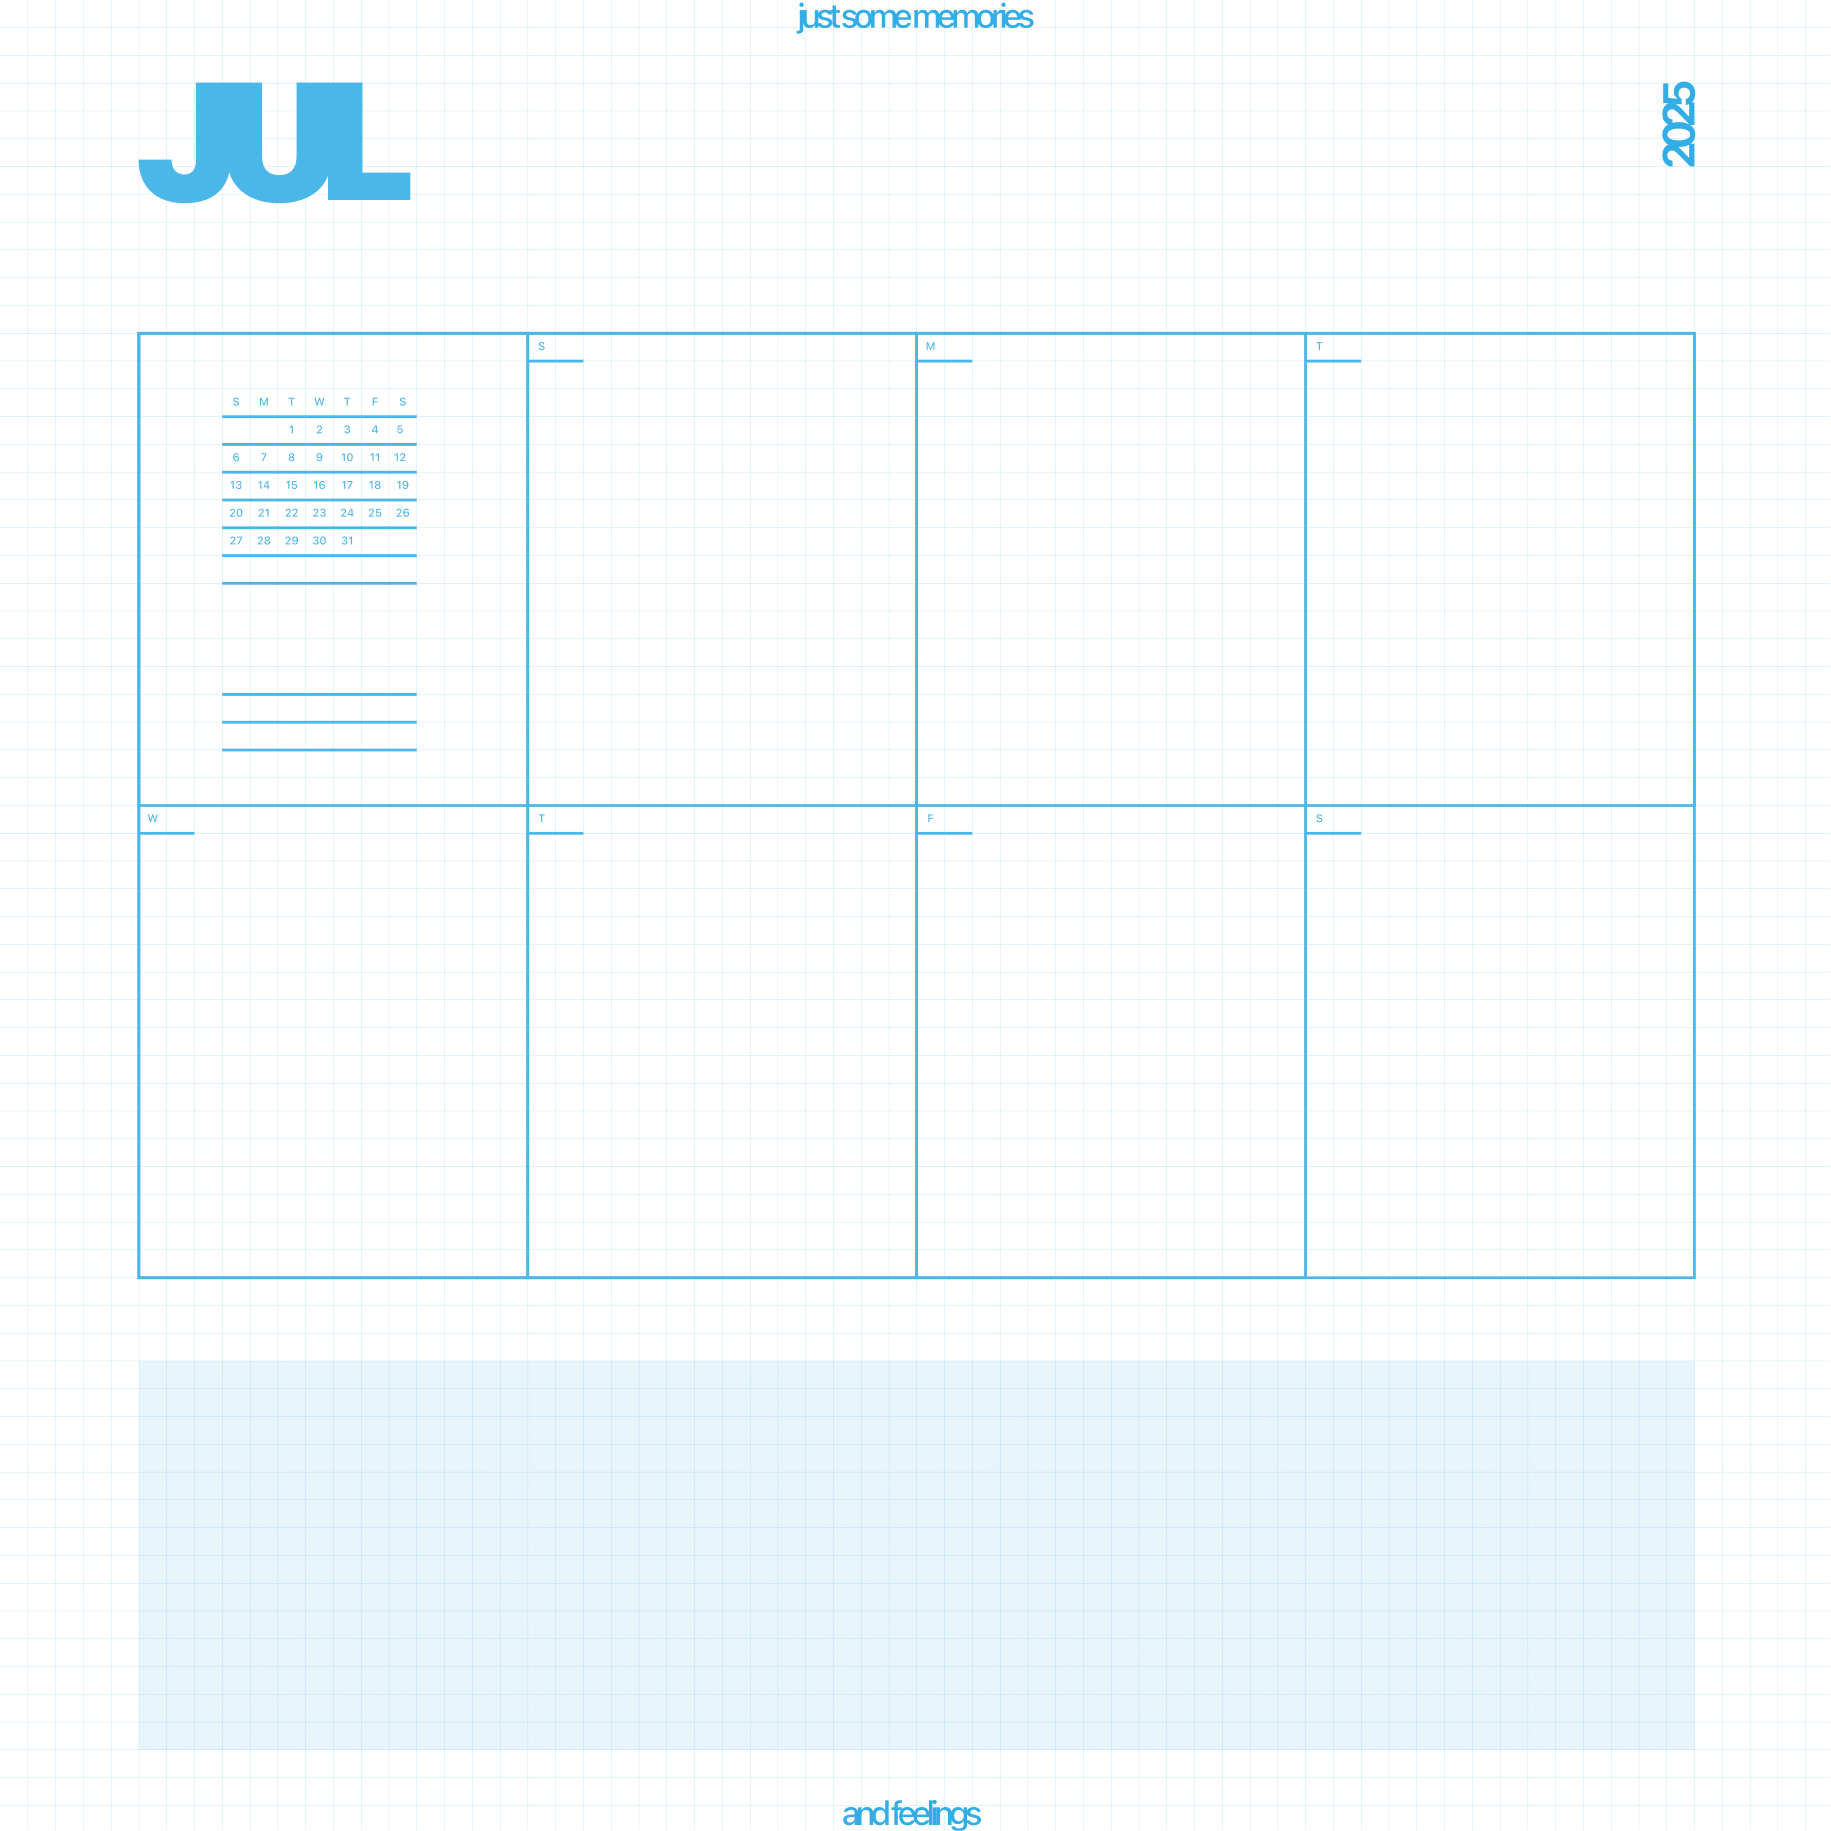 just some memories
JUL
2025
S M T W T F S
1 2 3 4 5
6 7 8 9 10 11 12
13 14 15 16 17 18 19
20 21 22 23 24 25 26
27 28 29 30 31
S
M
T
W
T
F
S
and feelings